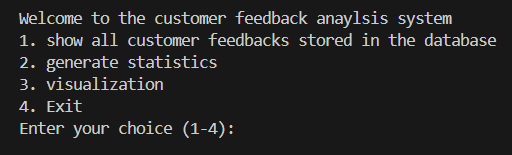 Welcome to the customer feedback anaylsis system
1. show all customer feedbacks stored in the database
2. generate statistics
3. visualization
4. Exit
Enter your choice (1-4):